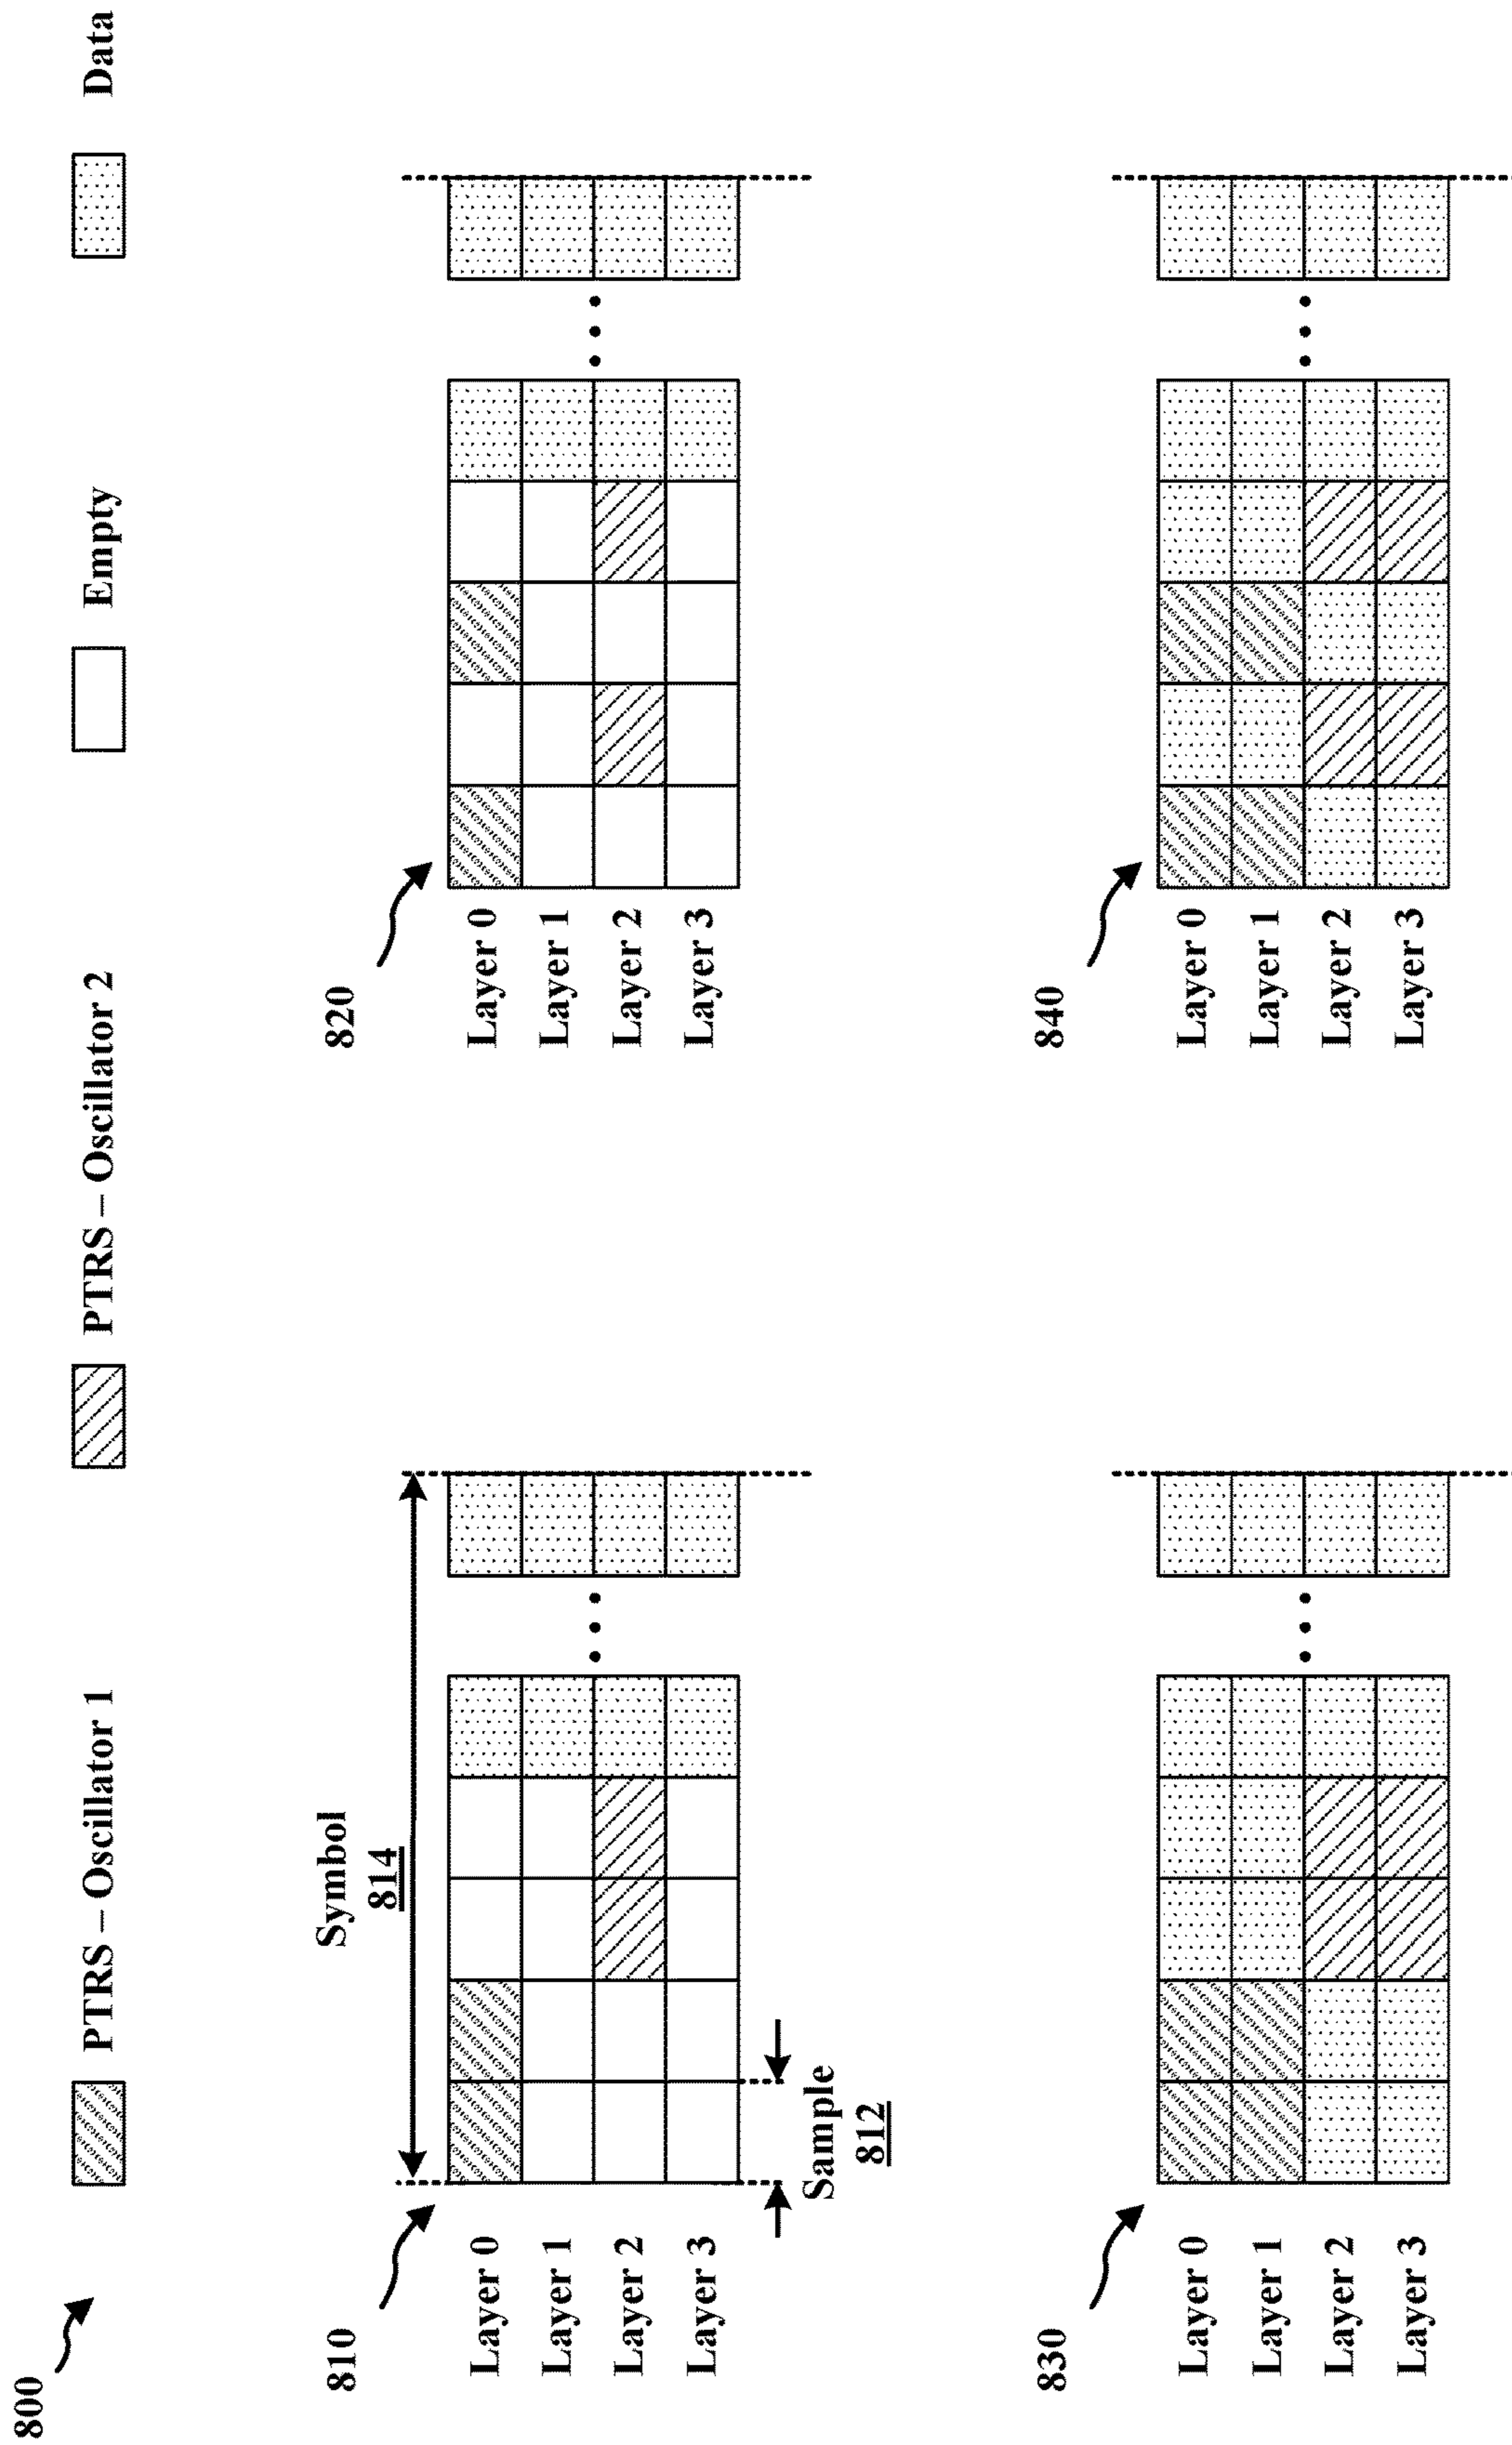 800
PTRS – Oscillator 1
PTRS – Oscillator 2
Empty
Data
810
Symbol
814
Layer 0
Layer 1
Layer 2
Layer 3
Sample
812
820
Layer 0
Layer 1
Layer 2
Layer 3
830
Layer 0
Layer 1
Layer 2
Layer 3
840
Layer 0
Layer 1
Layer 2
Layer 3